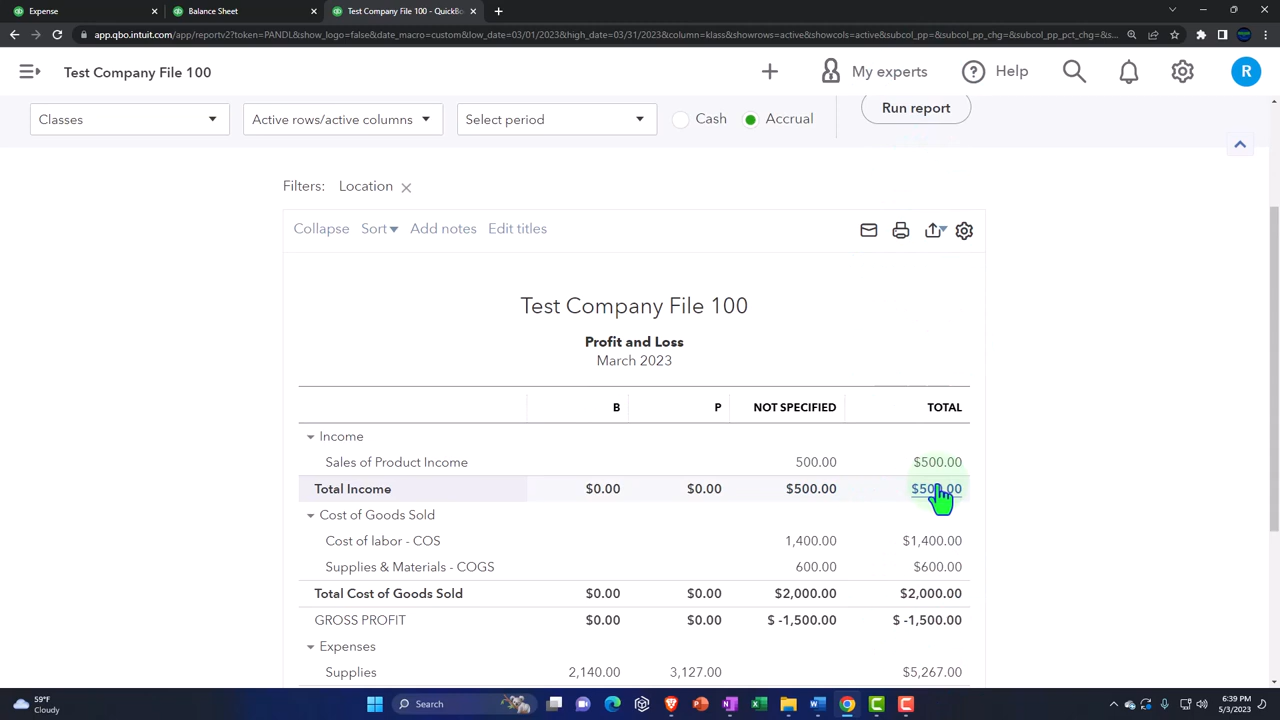 Expense
Balance Sheet
Test Company File 100 - QuickBo
app.qbo.intuit.com/app/reportv2?token=PANDL&show_logo=false&date_macro=custom&low_date=03/01/2023&high_date=03/31/2023&column=klass&showrows=active&showcols=active&subcol_pp=&subcol_pp_chg=&subcol_pp_pct_chg=&s...
Test Company File 100
My experts
Help
R
Classes
Active rows/active columns
Select period
Cash
Accrual
Run report
Filters: Location
Collapse Sort Add notes Edit titles
Test Company File 100
Profit and Loss
March 2023
B P NOT SPECIFIED TOTAL
Income
Sales of Product Income 500.00 $500.00
Total Income $0.00 $0.00 $500.00 $500.00
Cost of Goods Sold
Cost of labor - COS 1,400.00 $1,400.00
Supplies & Materials - COGS 600.00 $600.00
Total Cost of Goods Sold $0.00 $0.00 $2,000.00 $2,000.00
GROSS PROFIT $0.00 $0.00 $ -1,500.00 $ -1,500.00
Expenses
Supplies 2,140.00 3,127.00 $5,267.00
59°F
Cloudy
Search
6:39 PM
5/3/2023